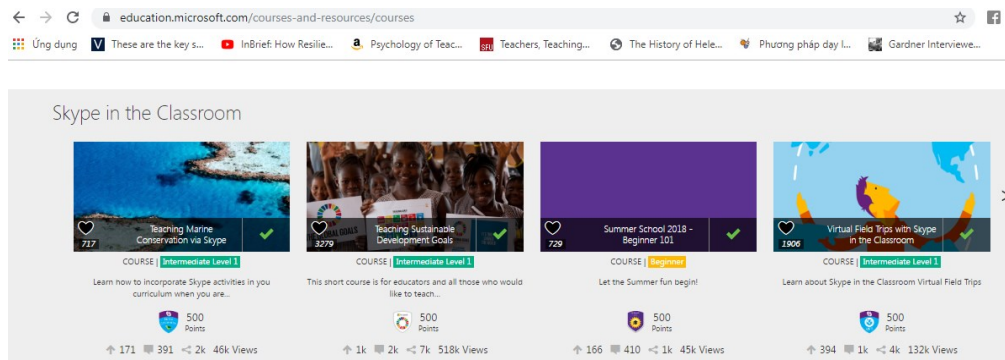 education.microsoft.com/courses-and-resources/courses
Ứng dụng These are the key s... InBrief: How Resilie... Psychology of Teac... SFU Teachers, Teaching... The History of Hele... Phương pháp dạy l... Gardner Interviewe...
Skype in the Classroom
717 Teaching Marine Conservation via Skype
COURSE | Intermediate Level 1
Learn now to incorporate Skype activities in you
curriculum when you are...
500
Points
171 391 2k 46k Views
3279 Teaching Sustainable Development Goals
COURSE | Intermediate Level 1
This short course is for educators and all those who would
like to teach...
500
Points
1k 2k 7k 518k Views
729 Summer School 2018 -
Beginner 101
COURSE | Beginner
Let the Summer fun begin!
500
Points
166 410 1k 45k Views
1906 Virtual Field Trips with Skype
in the Classroom
COURSE | Intermediate Level 1
Learn about Skype in the Classroom Virtual Field Trips
500
Points
394 1k 4k 132k Views